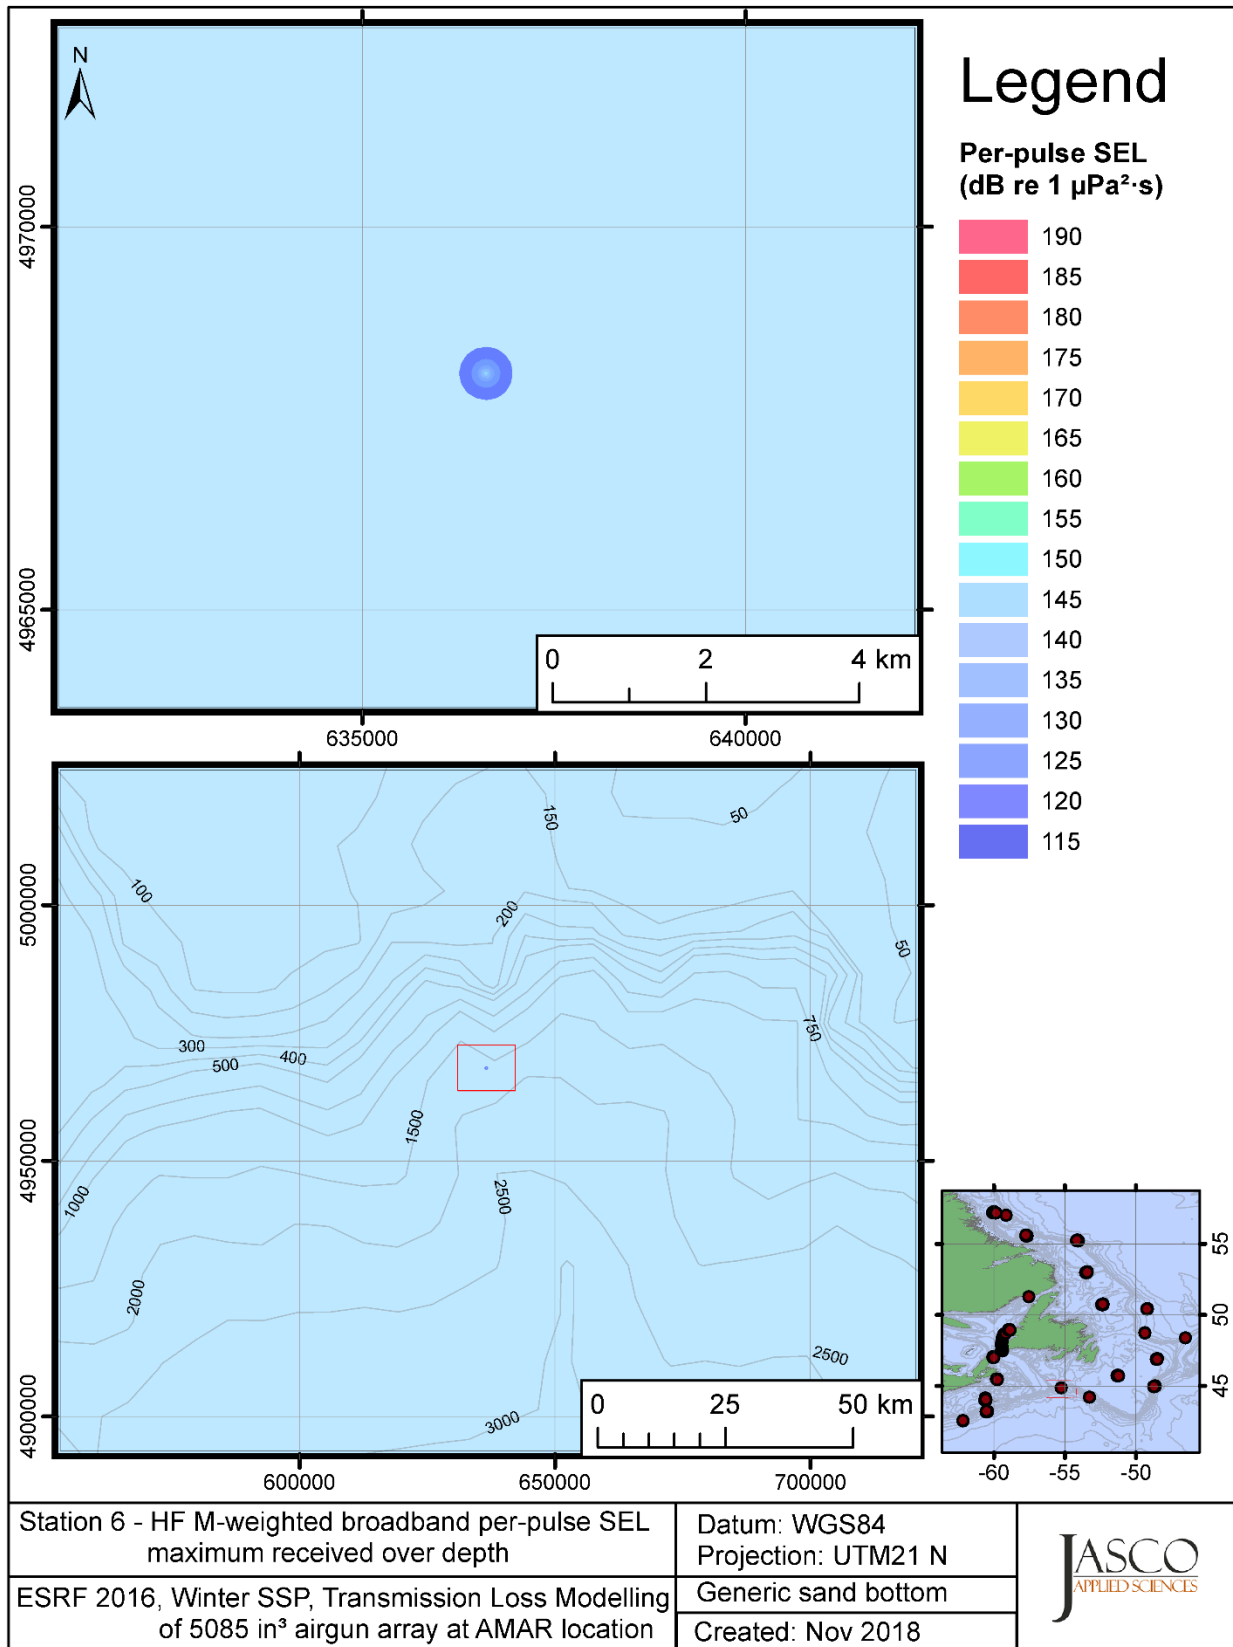 N
4970000
4965000
0 2 4 km
635000 640000
Legend
Per-pulse SEL
(dB re 1 µPa²·s)
190
185
180
175
170
165
160
155
150
145
140
135
130
125
120
115
150
50
100
200
50
5000000
300
400
500
750
1500
4950000
1000
2500
2000
2500
3000
4900000
0 25 50 km
600000 650000 700000
55
50
45
-60 -55 -50
Station 6 - HF M-weighted broadband per-pulse SEL
maximum received over depth
ESRF 2016, Winter SSP, Transmission Loss Modelling
of 5085 in³ airgun array at AMAR location
Datum: WGS84
Projection: UTM21 N
Generic sand bottom
Created: Nov 2018
JASCO
APPLIED SCIENCES